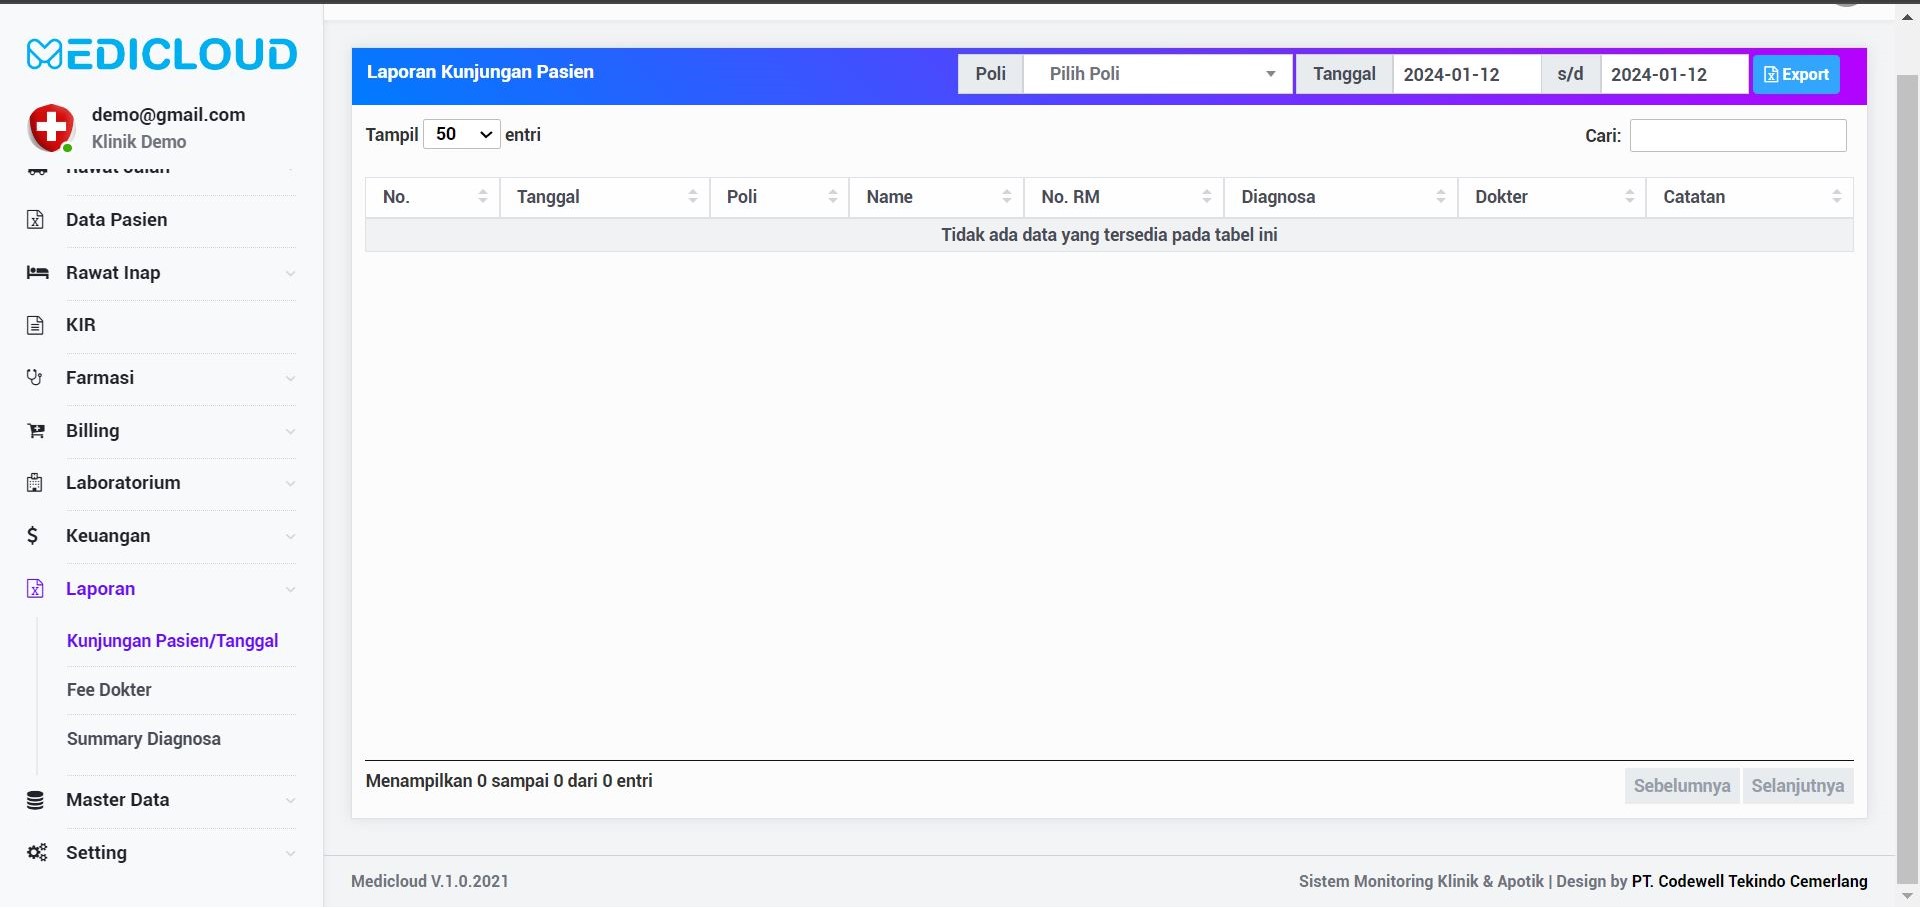 MEDICLOUD
demo@gmail.com
Klinik Demo
Rawat Jalan
Data Pasien
Rawat Inap
KIR
Farmasi
Billing
Laboratorium
Keuangan
Laporan
Kunjungan Pasien/Tanggal
Fee Dokter
Summary Diagnosa
Master Data
Setting
Laporan Kunjungan Pasien
Poli Pilih Poli Tanggal 2024-01-12 s/d 2024-01-12 Export
Tampil 50 entri Cari:
No. Tanggal Poli Name No. RM Diagnosa Dokter Catatan
Tidak ada data yang tersedia pada tabel ini
Menampilkan 0 sampai 0 dari 0 entri
Sebelumnya Selanjutnya
Medicloud V.1.0.2021
Sistem Monitoring Klinik & Apotik | Design by PT. Codewell Tekindo Cemerlang